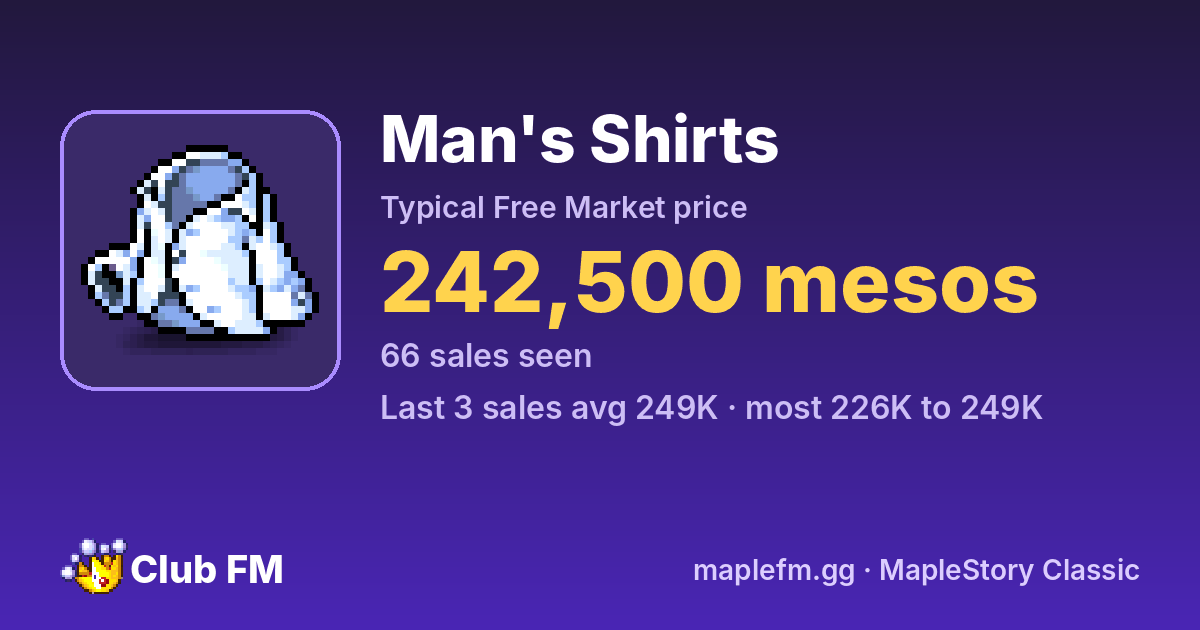 Man's Shirts
Typical Free Market price
242,500 mesos
66 sales seen
Last 3 sales avg 249K · most 226K to 249K
Club FM
maplefm.gg · MapleStory Classic